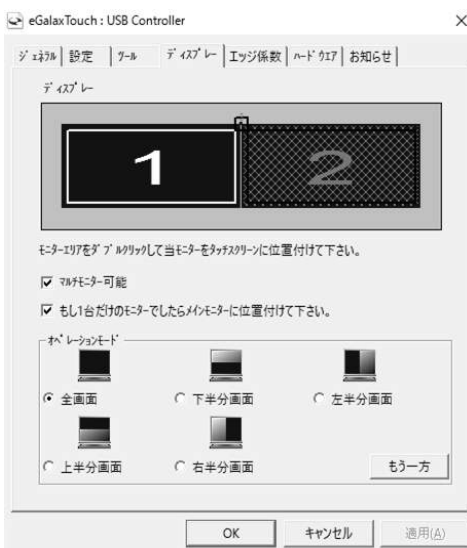 eGalaxTouch : USB Controller
ジェネラル 設定 ツール ディスプレー エッジ係数 ハードウエア お知らせ
ディスプレー
1 2
モニターエリアをダブルクリックして当モニターをタッチスクリーンに位置付けて下さい。
マルチモニター可能
もし1台だけのモニターでしたらメインモニターに位置付けて下さい。
オペレーションモード
全画面 下半分画面 左半分画面
上半分画面 右半分画面 もう一方
OK キャンセル 適用(A)